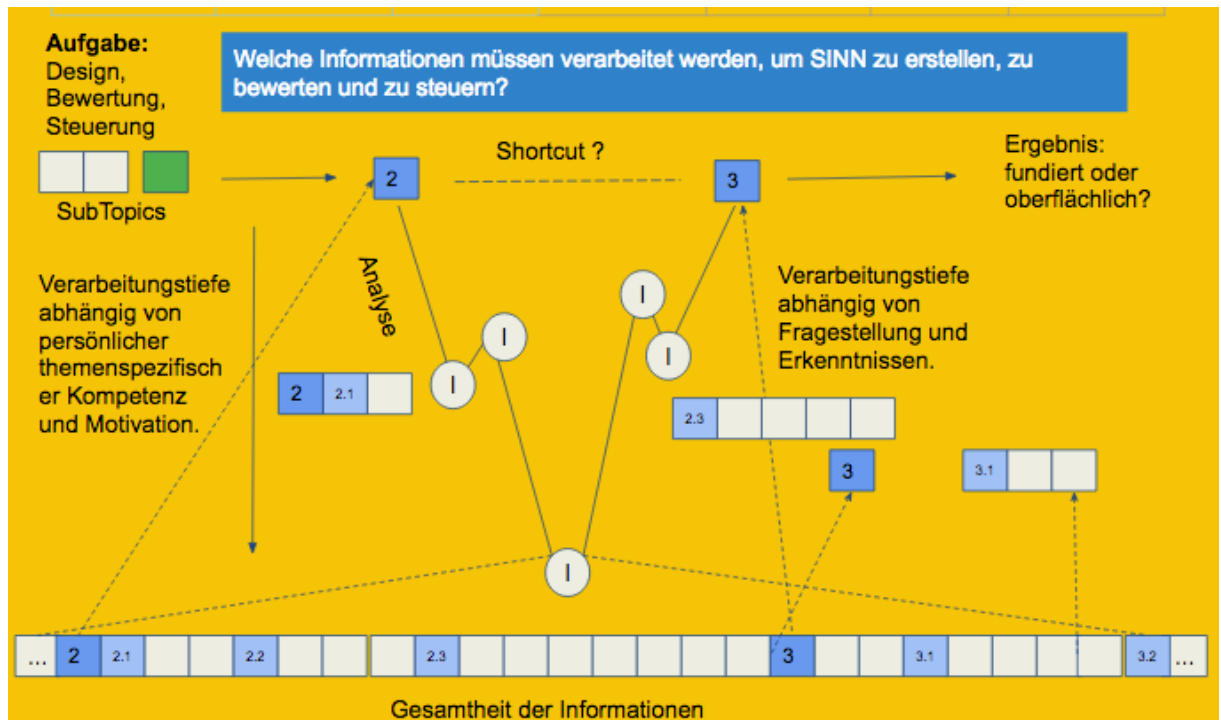 Aufgabe:
Design,
Bewertung,
Steuerung
Welche Informationen müssen verarbeitet werden, um SINN zu erstellen, zu
bewerten und zu steuern?
SubTopics
2
Shortcut ?
3
Ergebnis:
fundiert oder
oberflächlich?
Verarbeitungstiefe
abhängig von
persönlicher
themenspezifisch
er Kompetenz
und Motivation.
Analyse
I
I
I
I
Verarbeitungstiefe
abhängig von
Fragestellung und
Erkenntnissen.
2 2.1
2.3
3
3.1
I
... 2 2.1 2.2 2.3 3 3.1 3.2 ...
Gesamtheit der Informationen